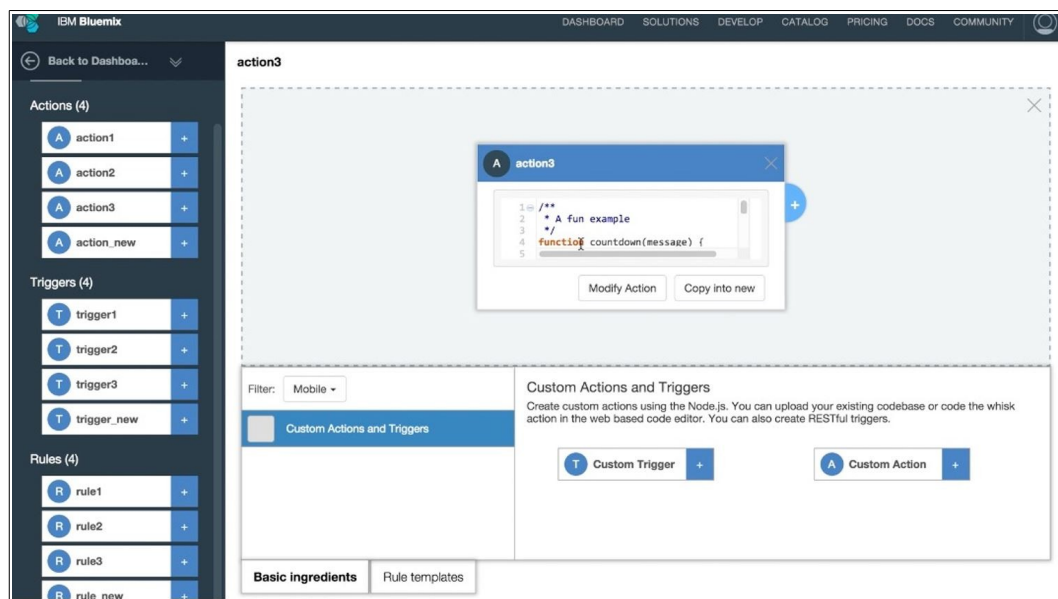 IBM Bluemix
DASHBOARD SOLUTIONS DEVELOP CATALOG PRICING DOCS COMMUNITY
Back to Dashboa...
action3
Actions (4)
A action1 +
A action2 +
A action3 +
A action_new +
Triggers (4)
T trigger1 +
T trigger2 +
T trigger3 +
T trigger_new +
Rules (4)
R rule1 +
R rule2 +
R rule3 +
R rule_new +
A action3
1 /**
2 * A fun example
3 */
4 function countdown(message) {
5
Modify Action Copy into new
+
Filter: Mobile
Custom Actions and Triggers
Custom Actions and Triggers
Create custom actions using the Node.js. You can upload your existing codebase or code the whisk
action in the web based code editor. You can also create RESTful triggers.
T Custom Trigger +
A Custom Action +
Basic ingredients Rule templates